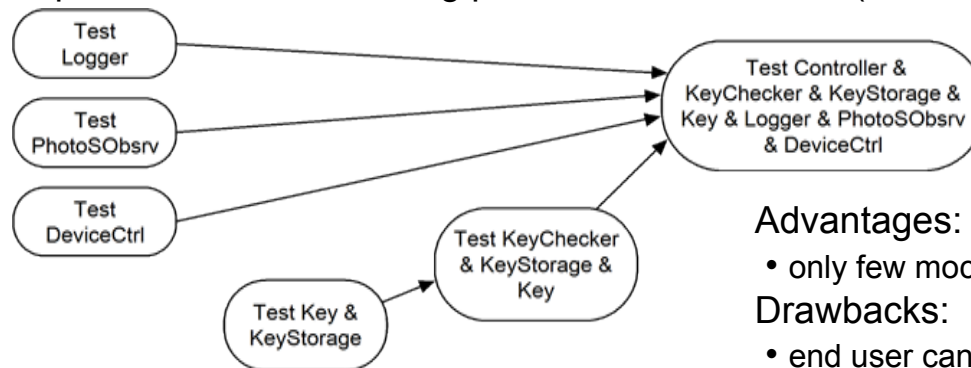 Test
Logger
Test
PhotoSObsrv
Test
DeviceCtrl
Test Key &
KeyStorage
Test KeyChecker
& KeyStorage &
Key
Test Controller &
KeyChecker & KeyStorage &
Key & Logger & PhotoSObsrv
& DeviceCtrl
Advantages:
• only few
Drawbacks:
• end user can